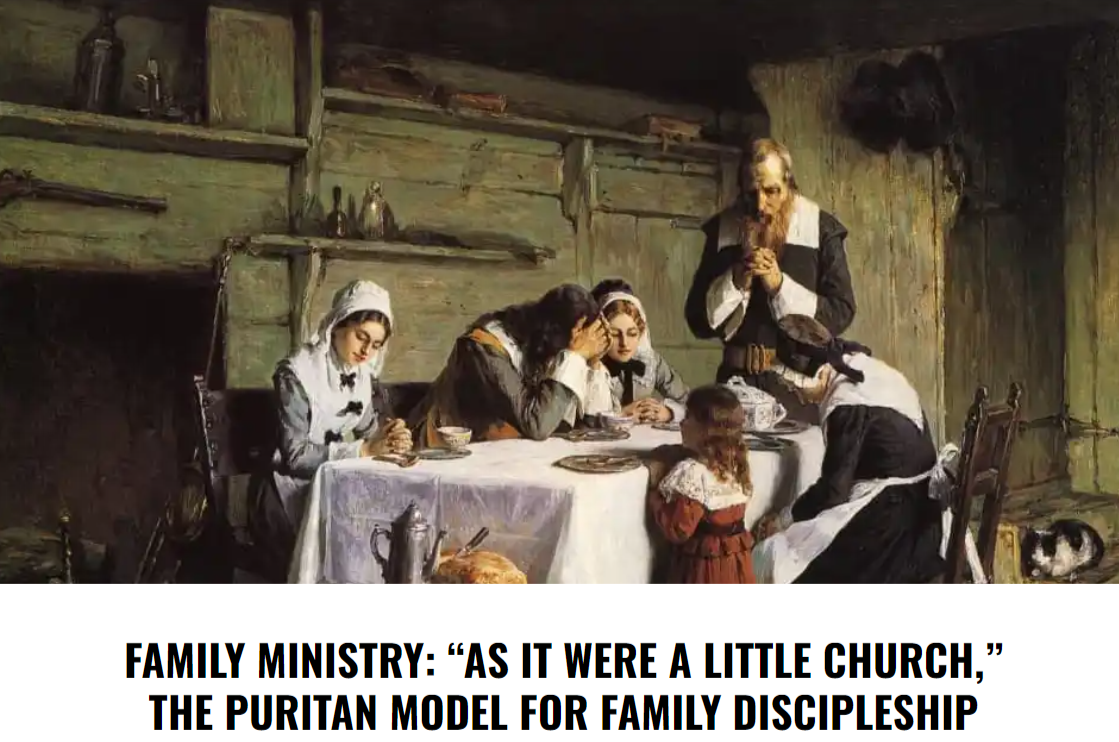 FAMILY MINISTRY: “AS IT WERE A LITTLE CHURCH,”
THE PURITAN MODEL FOR FAMILY DISCIPLESHIP